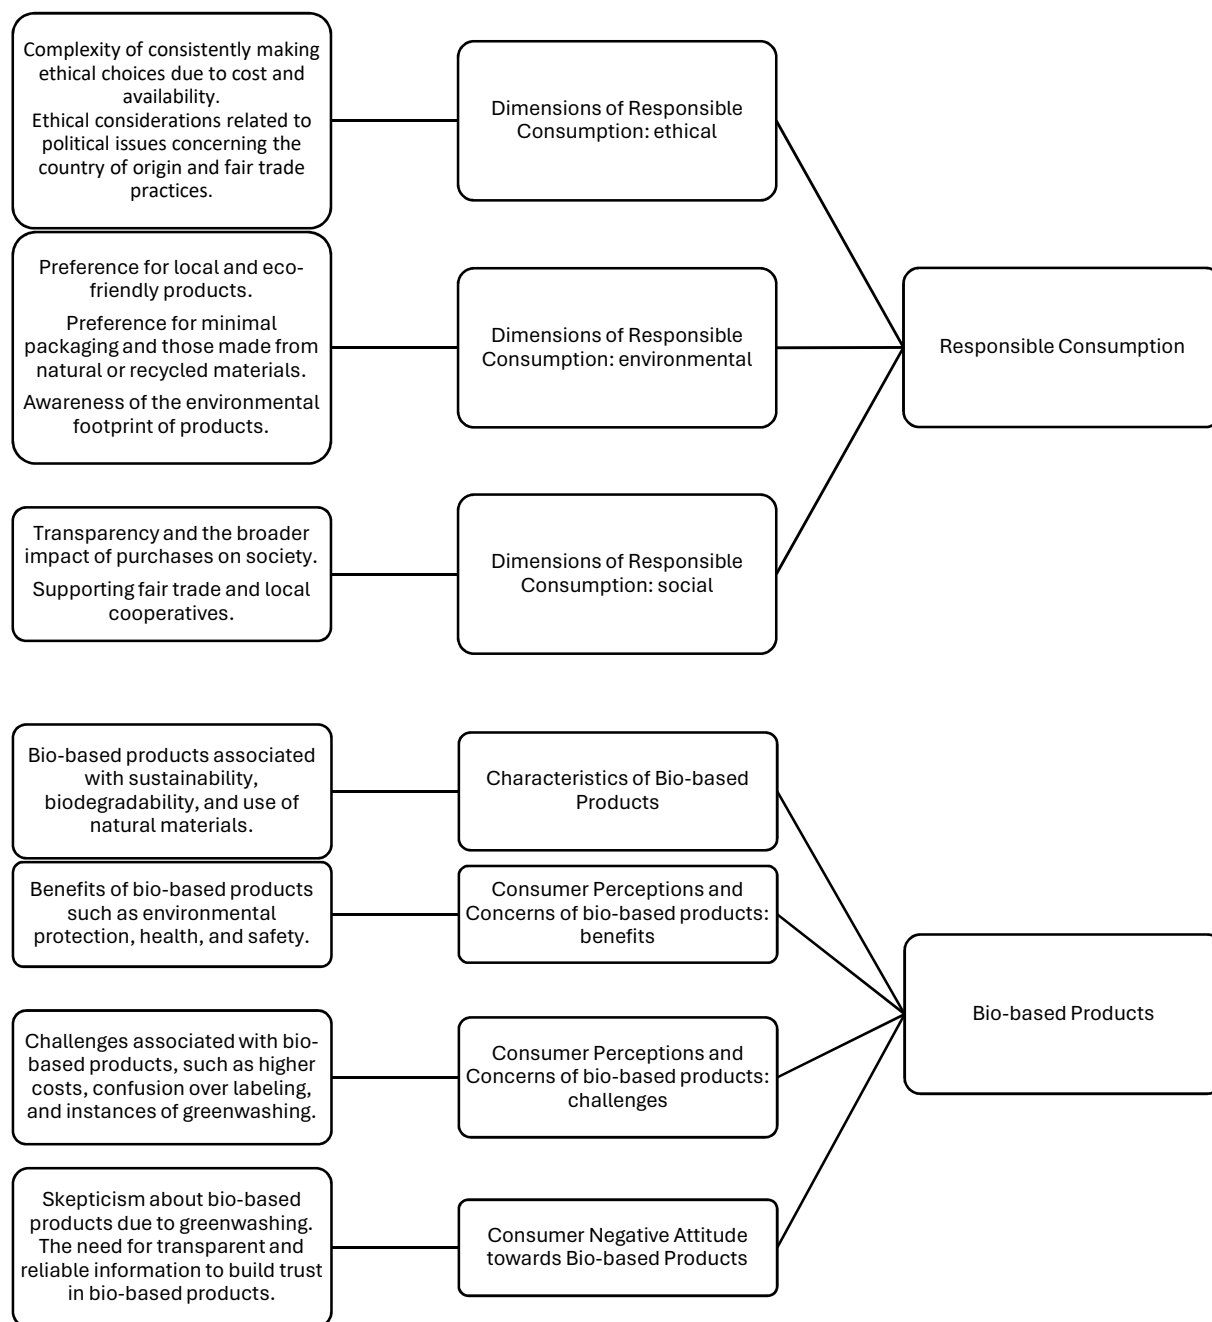 Complexity of consistently making
ethical choices due to cost and
availability.
Ethical considerations related to
political issues concerning the
country of origin and fair trade
practices.
Dimensions of Responsible
Consumption: ethical
Preference for local and eco-
friendly products.
Preference for minimal
packaging and those made from
natural or recycled materials.
Awareness of the environmental
footprint of products.
Dimensions of Responsible
Consumption: environmental
Responsible Consumption
Transparency and the broader
impact of purchases on society.
Supporting fair trade and local
cooperatives.
Dimensions of Responsible
Consumption: social
Bio-based products associated
with sustainability,
biodegradability, and use of
natural materials.
Characteristics of Bio-based
Products
Benefits of bio-based products
such as environmental
protection, health, and safety.
Consumer Perceptions and
Concerns of bio-based products:
benefits
Challenges associated with bio-
based products, such as higher
costs, confusion over labeling,
and instances of greenwashing.
Consumer Perceptions and
Concerns of bio-based products:
challenges
Bio-based Products
Skepticism about bio-based
products due to greenwashing.
The need for transparent and
reliable information to build trust
in bio-based products.
Consumer Negative Attitude
towards Bio-based Products